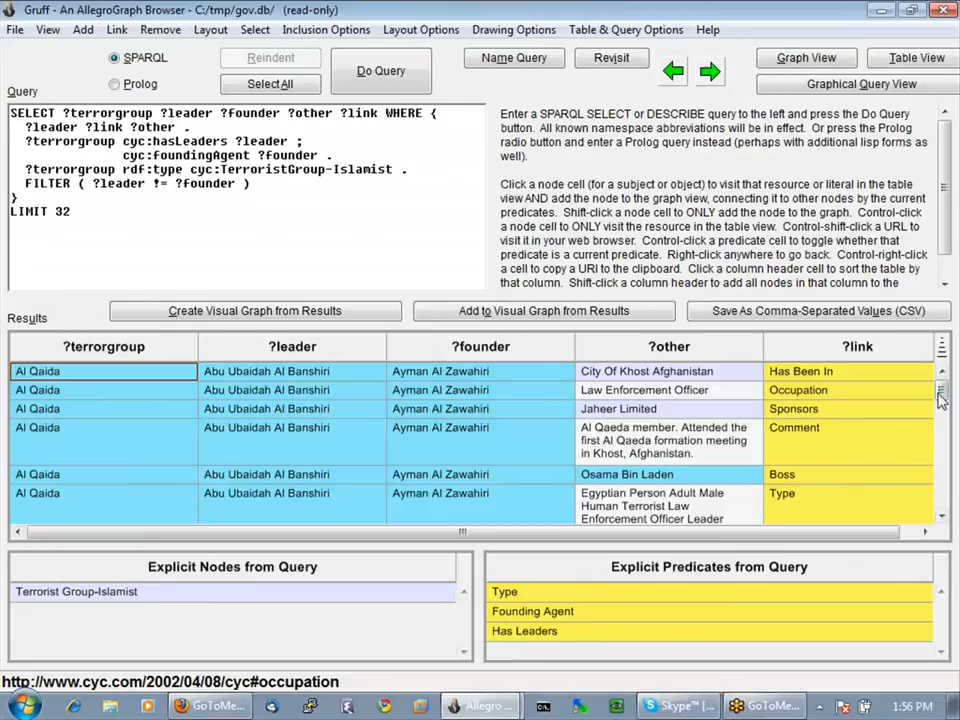 Gruff - An AllegroGraph Browser - C:/tmp/gov.db/   (read-only)
File View Add Link Remove Layout Select Inclusion Options Layout Options Drawing Options Table & Query Options Help
SPARQL
Reindent
Do Query
Name Query
Revisit
Graph View
Table View
Prolog
Select All
Graphical Query View
Query
SELECT ?terrorgroup ?leader ?founder ?other ?link WHERE {
?leader ?link ?other .
?terrorgroup cyc:hasLeaders ?leader ;
cyc:foundingAgent ?founder .
?terrorgroup rdf:type cyc:TerroristGroup-Islamist .
FILTER ( ?leader != ?founder )
}
LIMIT 32
Enter a SPARQL SELECT or DESCRIBE query to the left and press the Do Query
button. All known namespace abbreviations will be in effect. Or press the Prolog
radio button and enter a Prolog query instead (perhaps with additional lisp forms as
well).
Click a node cell (for a subject or object) to visit that resource or literal in the table
view AND add the node to the graph view, connecting it to other nodes by the current
predicates. Shift-click a node cell to ONLY add the node to the graph. Control-click
a node cell to ONLY visit the resource in the table view. Control-shift-click a URL to
visit it in your web browser. Control-click a predicate cell to toggle whether that
predicate is a current predicate. Right-click anywhere to go back. Control-right-click
a cell to copy a URI to the clipboard. Click a column header cell to sort the table by
that column. Shift-click a column header to add all nodes in that column to the
Results
Create Visual Graph from Results
Add to Visual Graph from Results
Save As Comma-Separated Values (CSV)
?terrorgroup ?leader ?founder ?other ?link
Al Qaida Abu Ubaidah Al Banshiri Ayman Al Zawahiri City Of Khost Afghanistan Has Been In
Al Qaida Abu Ubaidah Al Banshiri Ayman Al Zawahiri Law Enforcement Officer Occupation
Al Qaida Abu Ubaidah Al Banshiri Ayman Al Zawahiri Jaheer Limited Sponsors
Al Qaida Abu Ubaidah Al Banshiri Ayman Al Zawahiri Al Qaeda member. Attended the Comment
first Al Qaeda formation meeting
in Khost, Afghanistan.
Al Qaida Abu Ubaidah Al Banshiri Ayman Al Zawahiri Osama Bin Laden Boss
Al Qaida Abu Ubaidah Al Banshiri Ayman Al Zawahiri Egyptian Person Adult Male Type
Human Terrorist Law
Enforcement Officer Leader
Explicit Nodes from Query
Explicit Predicates from Query
Terrorist Group-Islamist
Type
Founding Agent
Has Leaders
http://www.cyc.com/2002/04/08/cyc#occupation
GoToMe...
Allegro ...
Skype™ [...
GoToMe...
1:56 PM